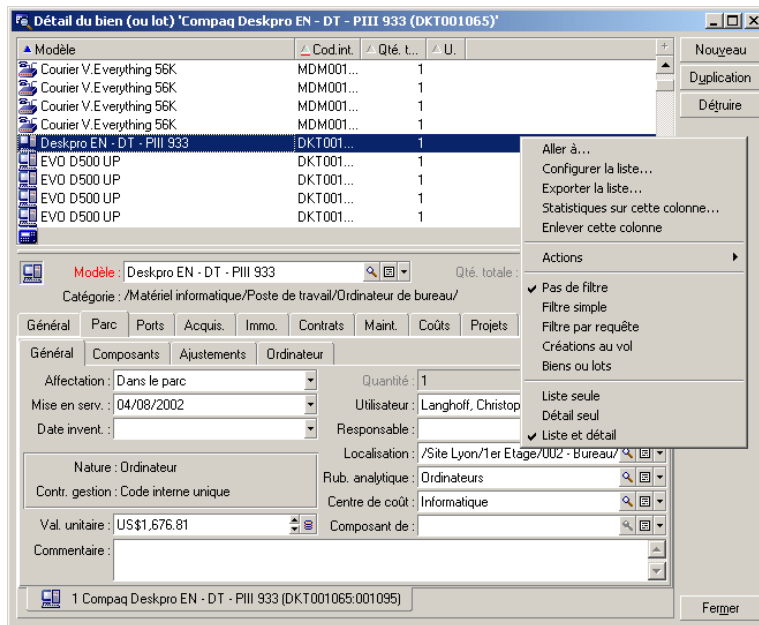 Détail du bien (ou lot) 'Compaq Deskpro EN - DT - PIII 933 (DKT001065)'
Modèle Cod.int. Qté. t... U.
Courier V.Everything 56K MDM001... 1
Courier V.Everything 56K MDM001... 1
Courier V.Everything 56K MDM001... 1
Courier V.Everything 56K MDM001... 1
Deskpro EN - DT - PIII 933 DKT001... 1
EVO D500 UP DKT001... 1
EVO D500 UP DKT001... 1
EVO D500 UP DKT001... 1
EVO D500 UP DKT001... 1
Nouveau
Duplication
Détruire
Aller à...
Configurer la liste...
Exporter la liste...
Statistiques sur cette colonne...
Enlever cette colonne
Actions
Pas de filtre
Filtre simple
Filtre par requête
Créations au vol
Biens ou lots
Liste seule
Détail seul
Liste et détail
Modèle : Deskpro EN - DT - PIII 933 Qté. totale :
Catégorie : /Matériel informatique/Poste de travail/Ordinateur de bureau/
Général Parc Ports Acquis. Immo. Contrats Maint. Coûts Projets
Général Composants Ajustements Ordinateur
Affectation : Dans le parc Quantité : 1
Mise en serv. : 04/08/2002 Utilisateur : Langhoff, Christop
Date invent. : Responsable :
Localisation : /Site Lyon/1er Etage/002 - Bureau/
Nature : Ordinateur Rub. analytique : Ordinateurs
Contr. gestion : Code interne unique Centre de coût : Informatique
Val. unitaire : US$1,676.81 Composant de :
Commentaire :
1 Compaq Deskpro EN - DT - PIII 933 (DKT001065:001095)
Fermer